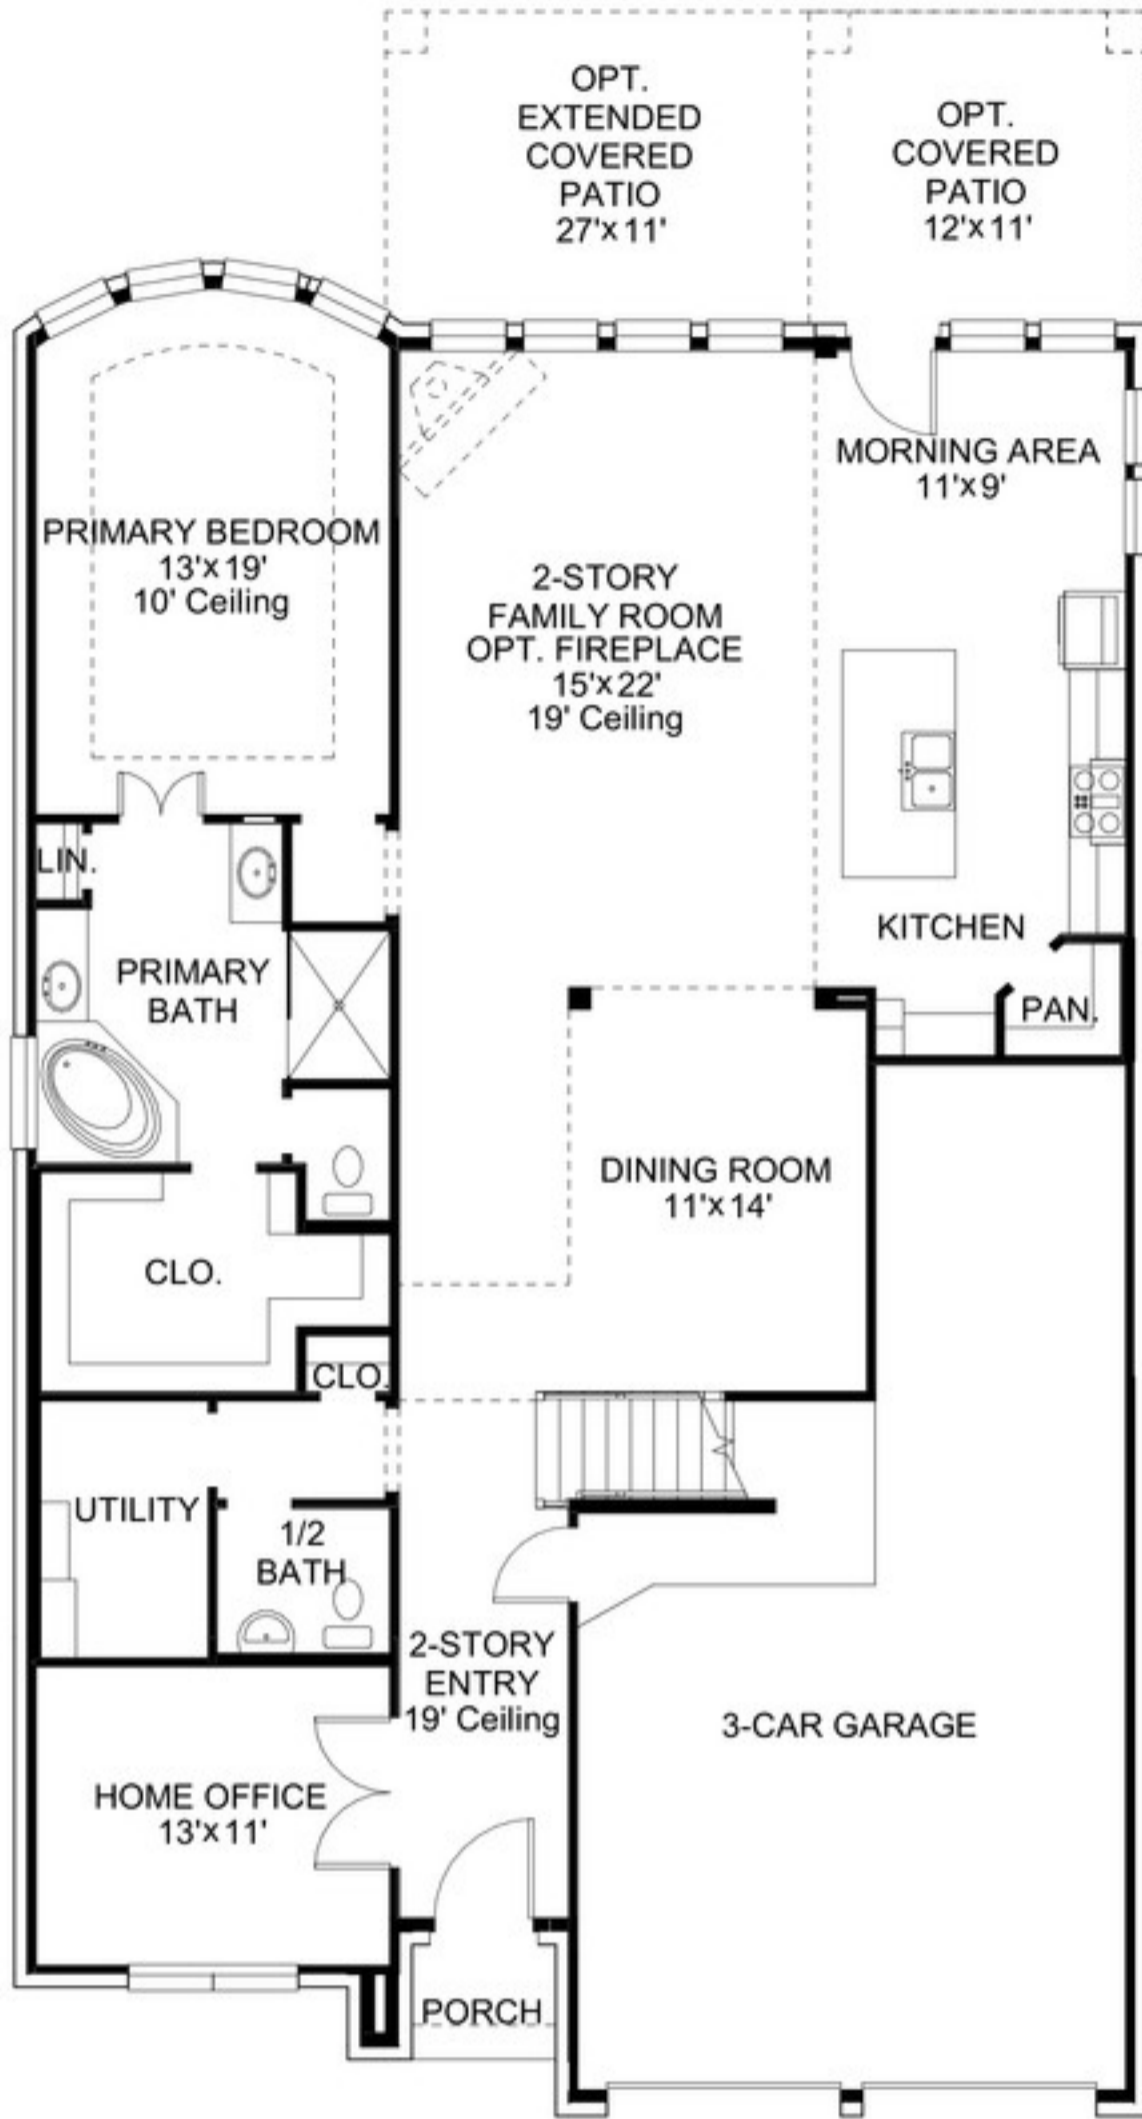 OPT.
EXTENDED
COVERED
PATIO
27'x11'
OPT.
COVERED
PATIO
12'x11'
MORNING AREA
11'x9'
PRIMARY BEDROOM
13'x19'
10' Ceiling
2-STORY
FAMILY ROOM
OPT. FIREPLACE
15'x22'
19' Ceiling
LIN.
KITCHEN
PRIMARY
BATH
PAN.
DINING ROOM
11'x14'
CLO.
CLO.
UTILITY
1/2
BATH
2-STORY
ENTRY
19' Ceiling
3-CAR GARAGE
HOME OFFICE
13'x11'
PORCH